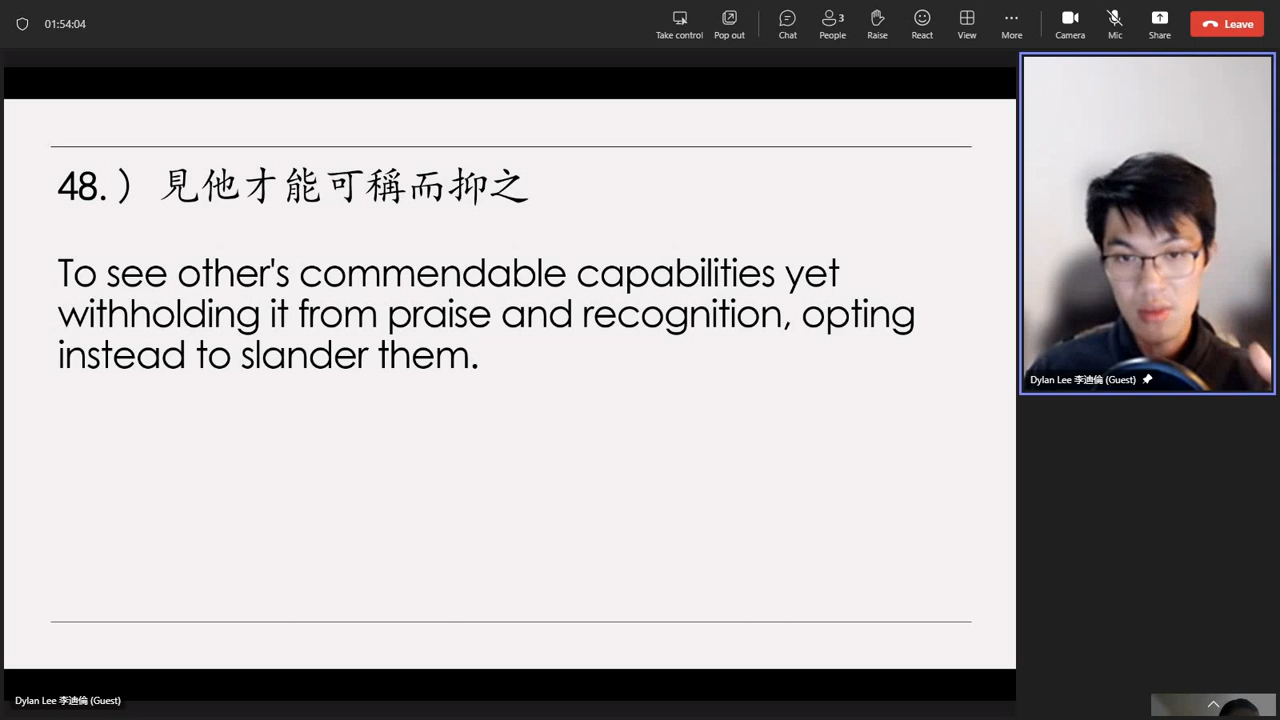 01:54:04
Take control
Pop out
Chat
People
3
Raise
React
View
More
Camera
Mic
Share
Leave
48.) 見他才能可稱而抑之
To see other's commendable capabilities yet
withholding it from praise and recognition, opting
instead to slander them.
Dylan Lee 李迪倫 (Guest)
Dylan Lee 李迪倫 (Guest)